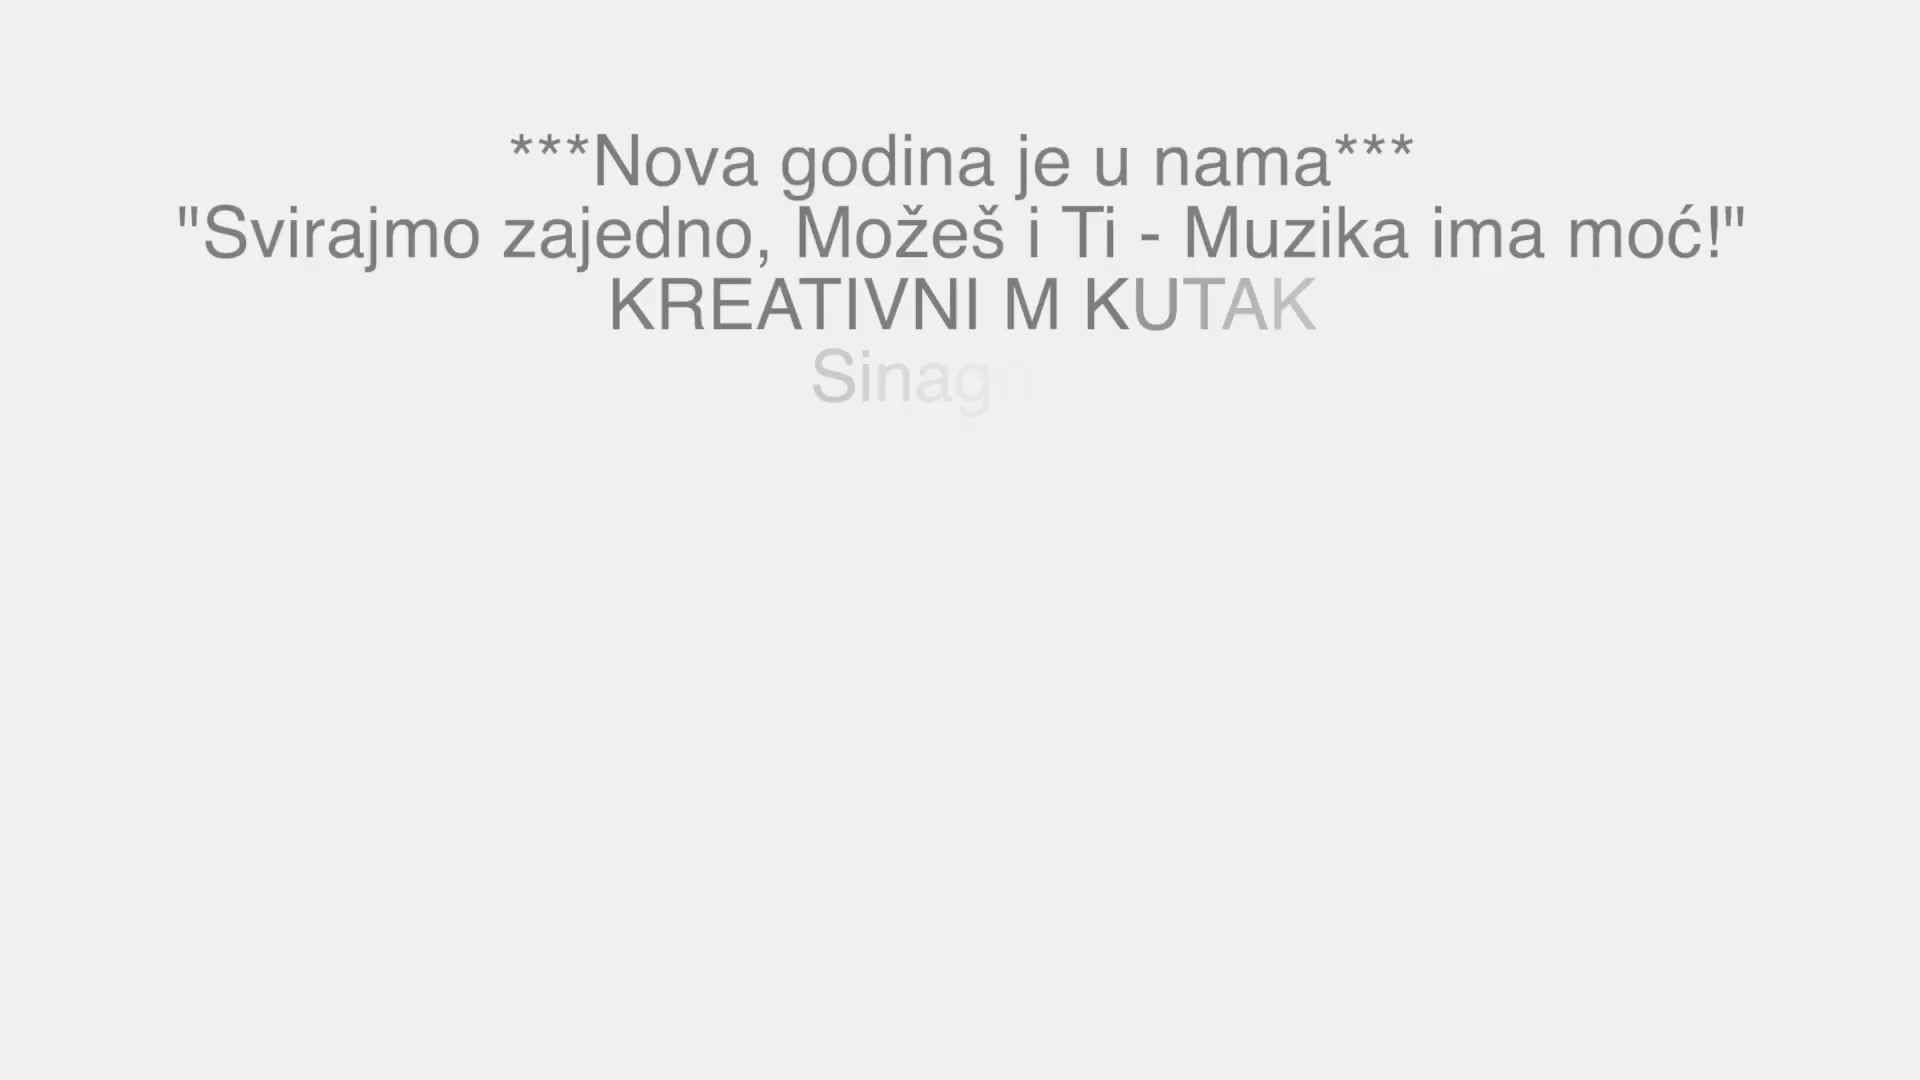 ***Nova godina je u nama***
"Svirajmo zajedno, Možeš i Ti - Muzika ima moć!"
KREATIVNI M KUTAK